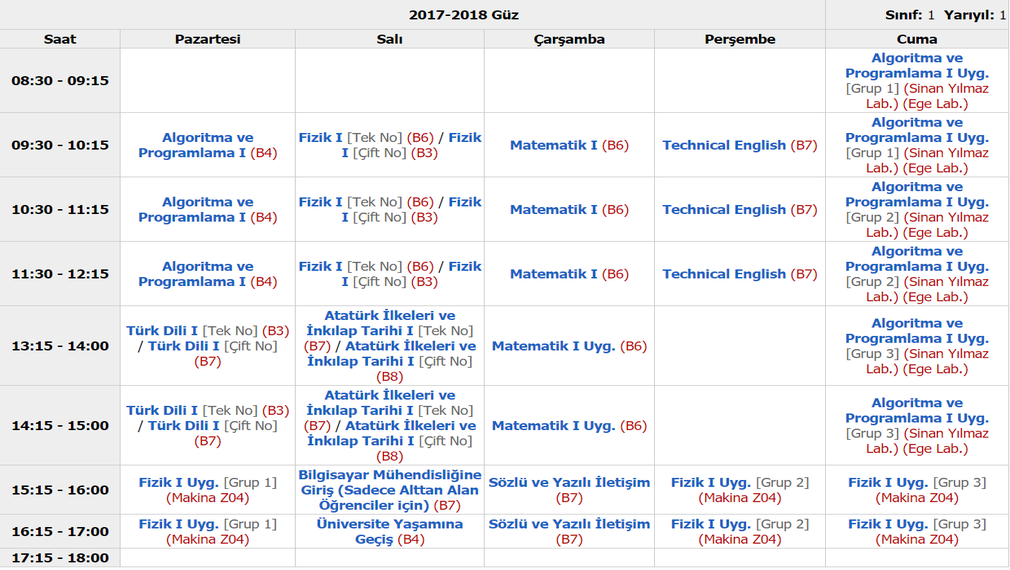 2017-2018 Güz
Sınıf: 1 Yarıyıl: 1
Saat Pazartesi Salı Çarşamba Perşembe Cuma
08:30 - 09:15
Algoritma ve
Programlama I Uyg.
[Grup 1] (Sinan Yılmaz
Lab.) (Ege Lab.)
09:30 - 10:15
Algoritma ve
Programlama I (B4)
Fizik I [Tek No] (B6) / Fizik
I [Çift No] (B3)
Matematik I (B6)
Technical English (B7)
Algoritma ve
Programlama I Uyg.
[Grup 1] (Sinan Yılmaz
Lab.) (Ege Lab.)
10:30 - 11:15
Algoritma ve
Programlama I (B4)
Fizik I [Tek No] (B6) / Fizik
I [Çift No] (B3)
Matematik I (B6)
Technical English (B7)
Algoritma ve
Programlama I Uyg.
[Grup 2] (Sinan Yılmaz
Lab.) (Ege Lab.)
11:30 - 12:15
Algoritma ve
Programlama I (B4)
Fizik I [Tek No] (B6) / Fizik
I [Çift No] (B3)
Matematik I (B6)
Technical English (B7)
Algoritma ve
Programlama I Uyg.
[Grup 2] (Sinan Yılmaz
Lab.) (Ege Lab.)
13:15 - 14:00
Türk Dili I [Tek No] (B3)
/ Türk Dili I [Çift No]
(B7)
Atatürk İlkeleri ve
İnkılap Tarihi I [Tek No]
(B7) / Atatürk İlkeleri ve
İnkılap Tarihi I [Çift No]
(B8)
Matematik I Uyg. (B6)
Algoritma ve
Programlama I Uyg.
[Grup 3] (Sinan Yılmaz
Lab.) (Ege Lab.)
14:15 - 15:00
Türk Dili I [Tek No] (B3)
/ Türk Dili I [Çift No]
(B7)
Atatürk İlkeleri ve
İnkılap Tarihi I [Tek No]
(B7) / Atatürk İlkeleri ve
İnkılap Tarihi I [Çift No]
(B8)
Matematik I Uyg. (B6)
Algoritma ve
Programlama I Uyg.
[Grup 3] (Sinan Yılmaz
Lab.) (Ege Lab.)
15:15 - 16:00
Fizik I Uyg. [Grup 1]
(Makina Z04)
Bilgisayar Mühendisliğine
Giriş (Sadece Alttan Alan
Öğrenciler için) (B7)
Sözlü ve Yazılı İletişim
(B7)
Fizik I Uyg. [Grup 2]
(Makina Z04)
Fizik I Uyg. [Grup 3]
(Makina Z04)
16:15 - 17:00
Fizik I Uyg. [Grup 1]
(Makina Z04)
Üniversite Yaşamına
Geçiş (B4)
Sözlü ve Yazılı İletişim
(B7)
Fizik I Uyg. [Grup 2]
(Makina Z04)
Fizik I Uyg. [Grup 3]
(Makina Z04)
17:15 - 18:00